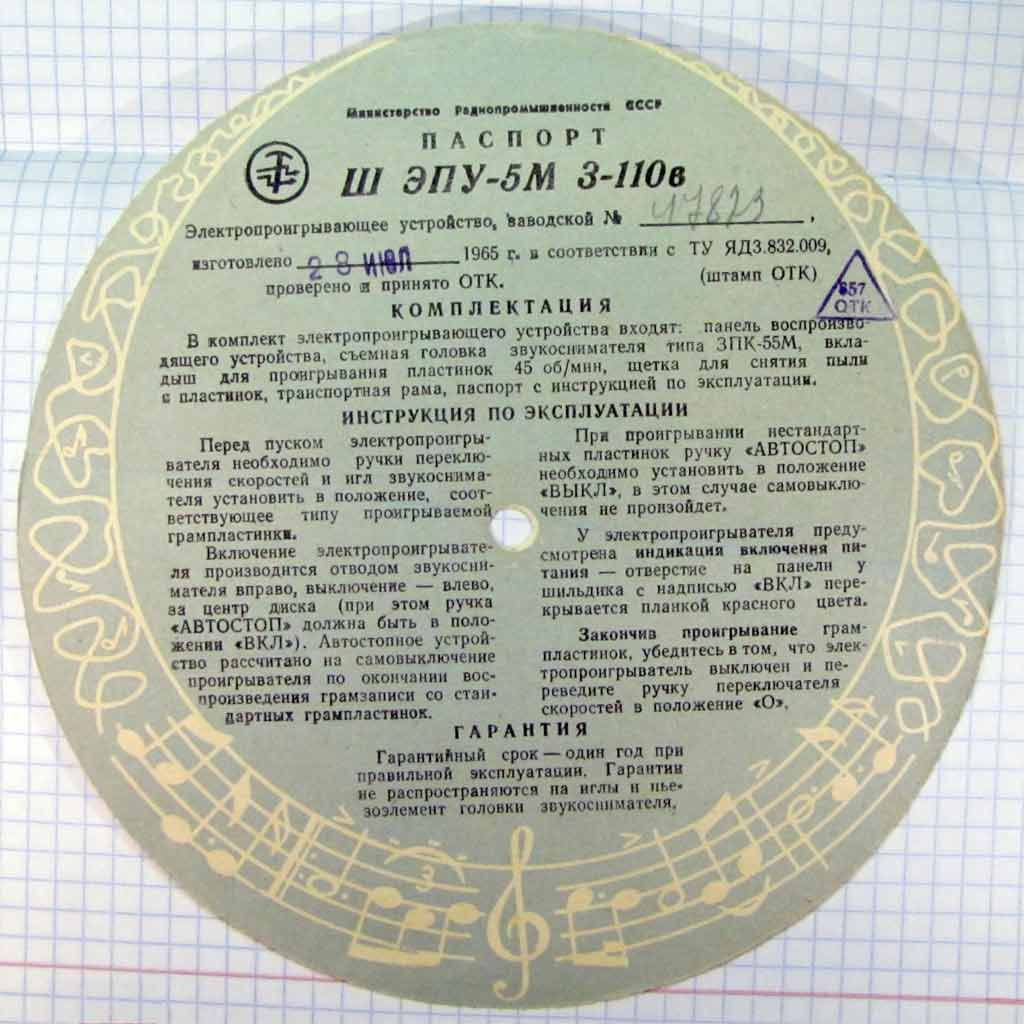 Министерство Радиопромышленности СССР
ПАСПОРТ
Ш ЭПУ-5М 3-110в
Электропроигрывающее устройство, заводской № 47823,
изготовлено 28 ИЮЛ 1965 г. в соответствии с ТУ ЯД3.832.009,
проверено и принято ОТК. (штамп ОТК)
657
ОТК
КОМПЛЕКТАЦИЯ
В комплект электропроигрывающего устройства входят: панель воспроизво-
дящего устройства, съемная головка звукоснимателя типа ЗПК-55М, вкла-
дыш для проигрывания пластинок 45 об/мин, щетка для снятия пыли
с пластинок, транспортная рама, паспорт с инструкцией по эксплуатации.
ИНСТРУКЦИЯ ПО ЭКСПЛУАТАЦИИ
Перед пуском электропроигры-
вателя необходимо ручки переклю-
чения скоростей и игл звукоснима-
теля установить в положение, соот-
ветствующее типу проигрываемой
грампластинки.
Включение электропроигрывате-
ля производится отводом звукосни-
мателя вправо, выключение — влево,
за центр диска (при этом ручка
«АВТОСТОП» должна быть в поло-
жении «ВКЛ»). Автостопное устрой-
ство рассчитано на самовыключение
проигрывателя по окончании вос-
произведения грамзаписи со стан-
дартных грампластинок.
При проигрывании нестандарт-
ных пластинок ручку «АВТОСТОП»
необходимо установить в положение
«ВЫКЛ», в этом случае самовыклю-
чения не произойдет.
У электропроигрывателя преду-
смотрена индикация включения пи-
тания — отверстие на панели у
шильдика с надписью «ВКЛ» пере-
крывается планкой красного цвета.
Закончив проигрывание грам-
пластинок, убедитесь в том, что элек-
тропроигрыватель выключен и пе-
реведите ручку переключателя
скоростей в положение «О».
ГАРАНТИЯ
Гарантийный срок — один год при
правильной эксплуатации. Гарантии
не распространяются на иглы и пье-
зоэлемент головки звукоснимателя.
3